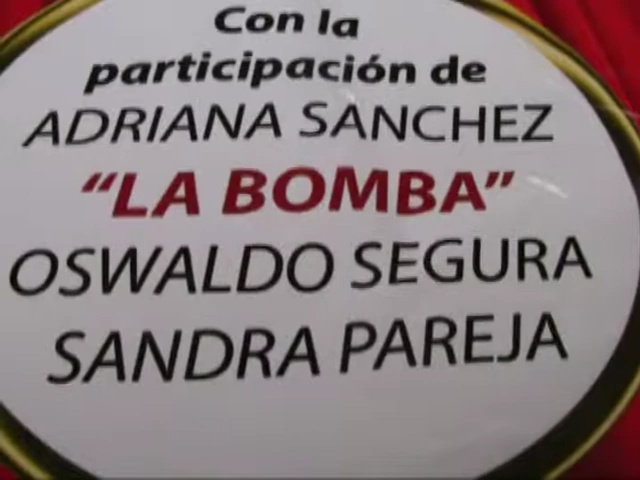 Con la
participación de
ADRIANA SANCHEZ
“LA BOMBA”
OSWALDO SEGURA
SANDRA PAREJA